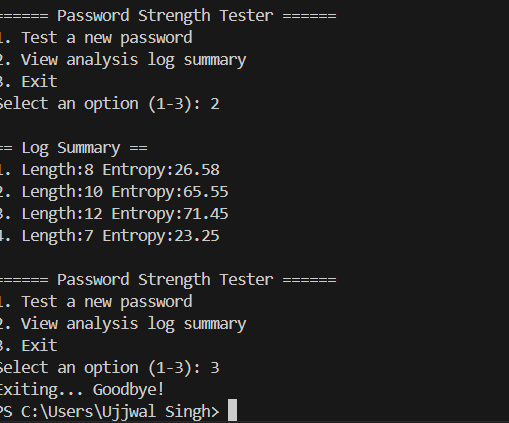 ====== Password Strength Tester ======
1. Test a new password
2. View analysis log summary
3. Exit
Select an option (1-3): 2

== Log Summary ==
1. Length:8 Entropy:26.58
2. Length:10 Entropy:65.55
3. Length:12 Entropy:71.45
4. Length:7 Entropy:23.25

====== Password Strength Tester ======
1. Test a new password
2. View analysis log summary
3. Exit
Select an option (1-3): 3
Exiting... Goodbye!
PS C:\Users\Ujjwal Singh>